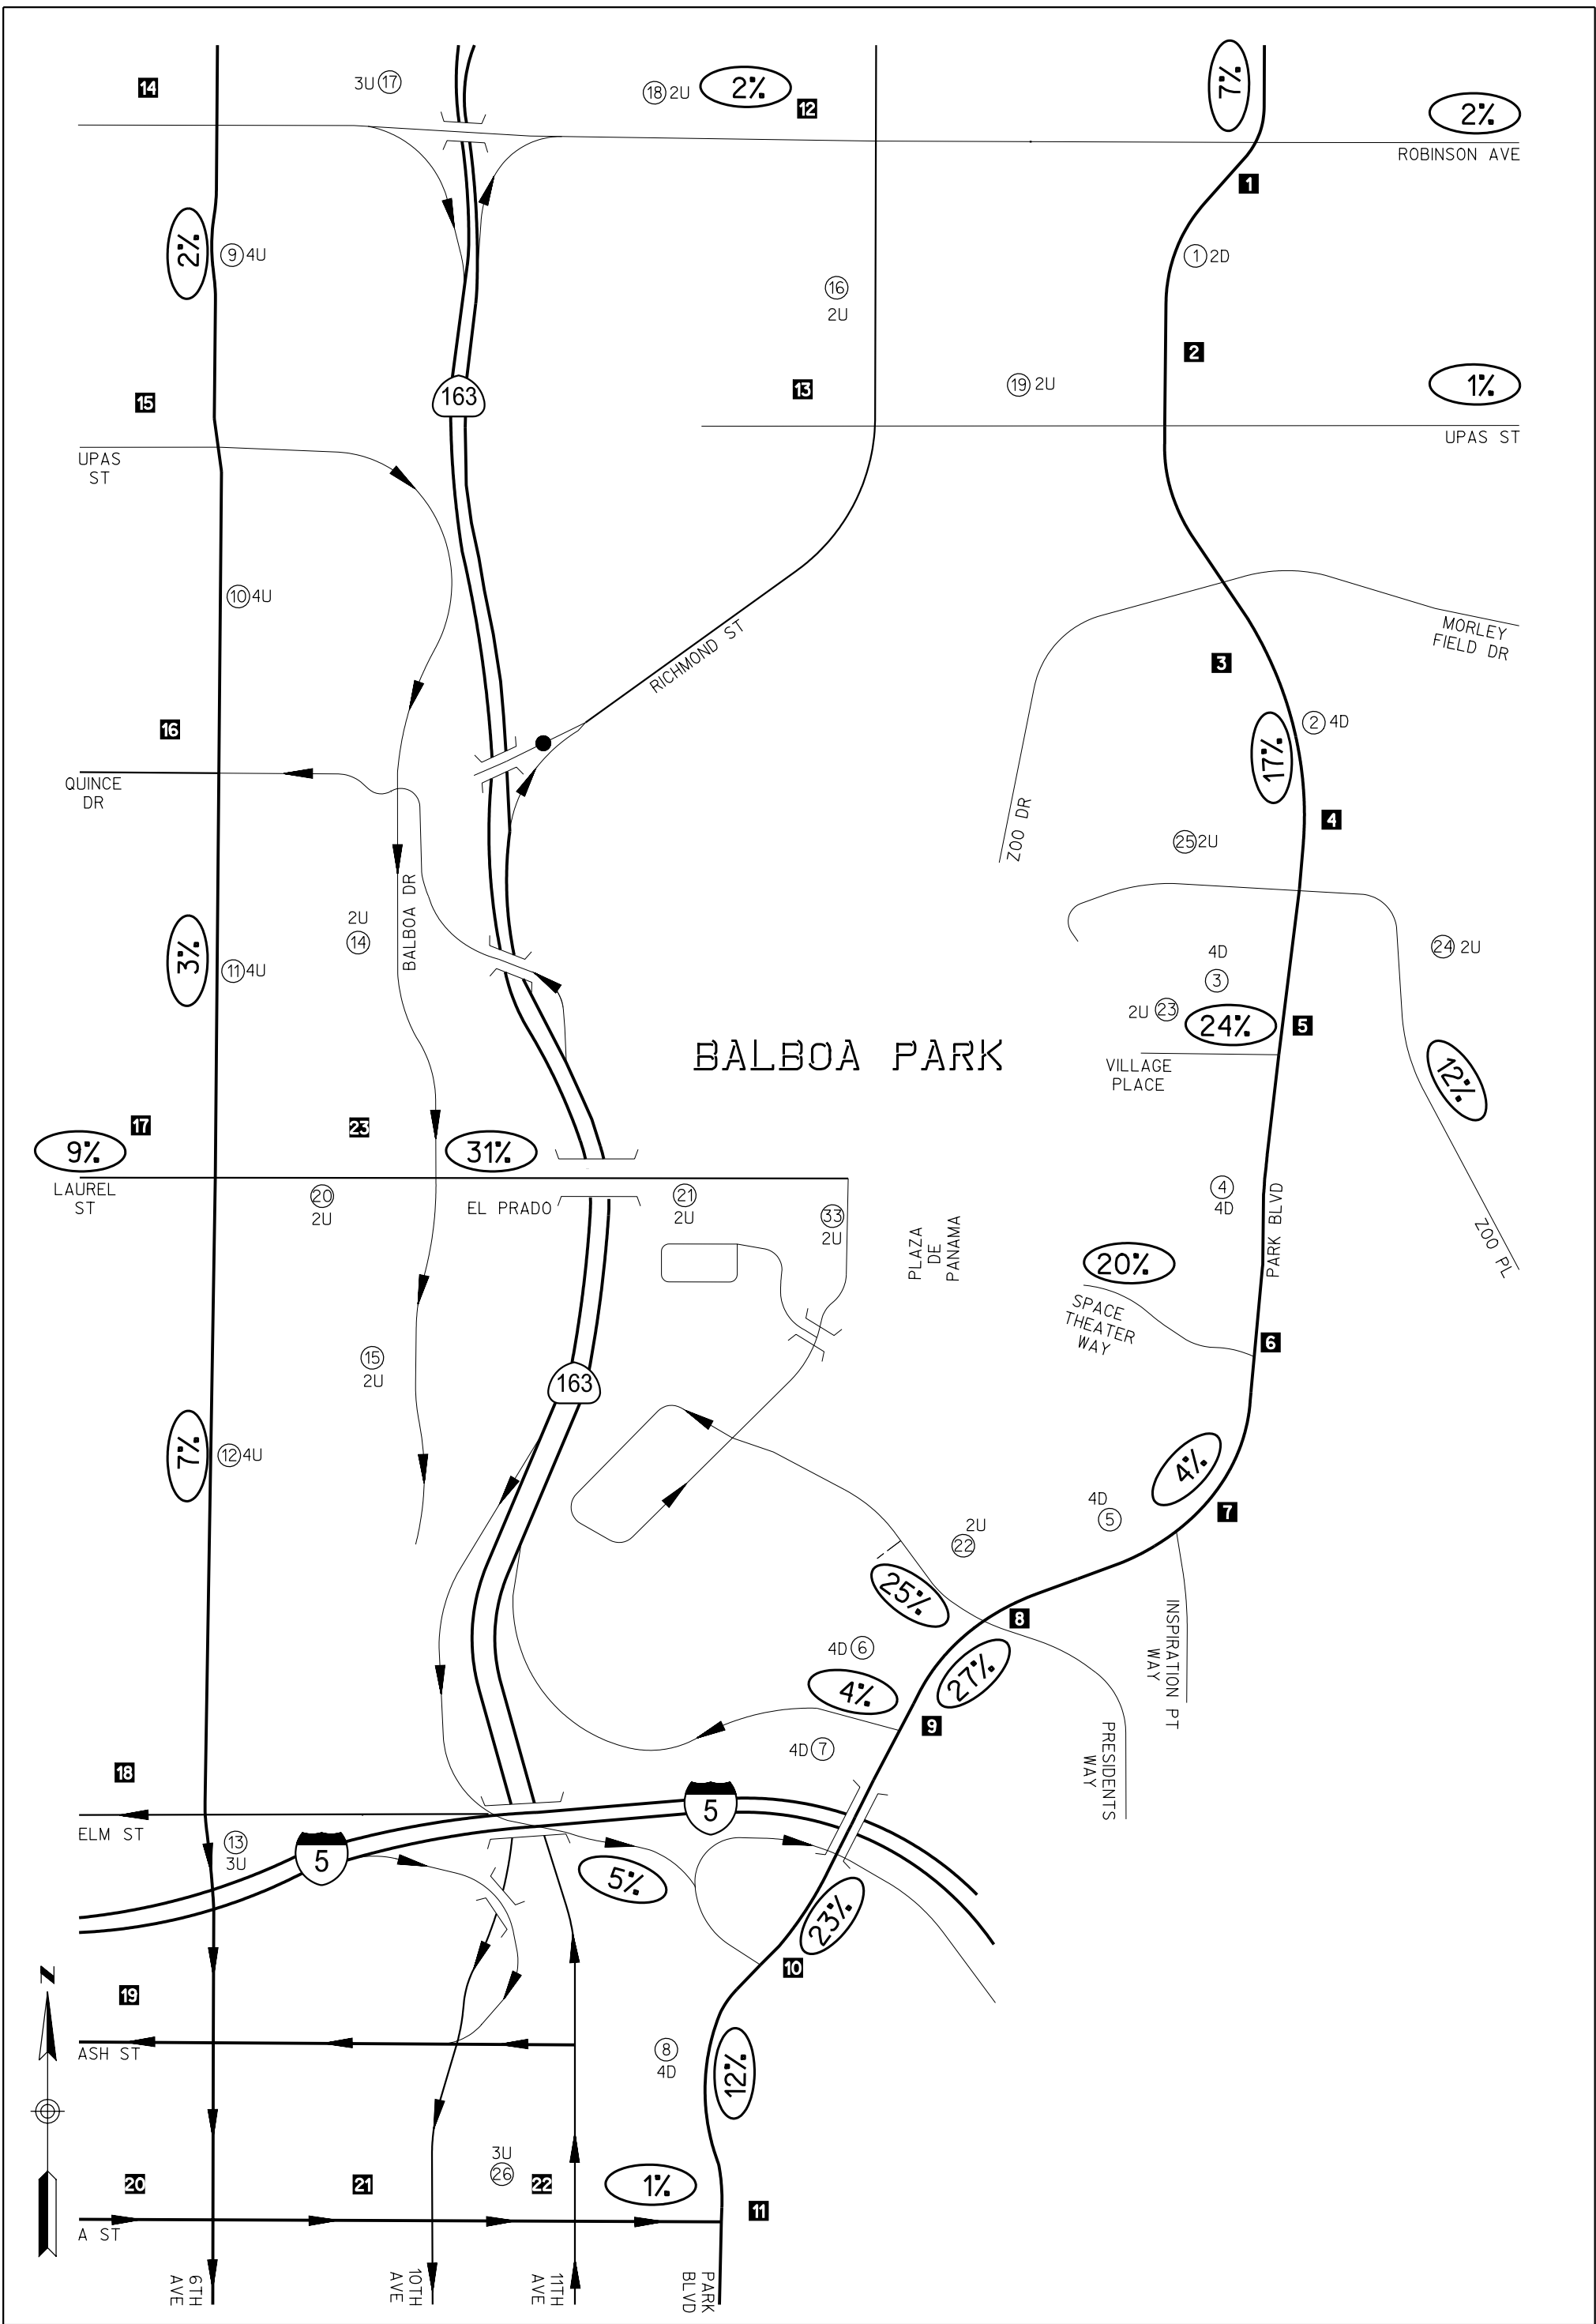 14
3U 17
18 2U
2%
12
7%
2%
ROBINSON AVE
1
2%
9 4U
1 2D
16
2U
2
163
15
13
19 2U
1%
UPAS ST
UPAS
ST
10 4U
MORLEY
FIELD DR
RICHMOND ST
3
16
2 4D
17%
QUINCE
DR
ZOO DR
4
25 2U
2U
14
BALBOA DR
3%
11 4U
4D
3
24 2U
2U 23
24%
5
BALBOA PARK
VILLAGE
PLACE
12%
17
23
9%
31%
LAUREL
ST
20
2U
EL PRADO
21
2U
33
2U
4
4D
PARK BLVD
PLAZA
DE
PANAMA
ZOO PL
20%
SPACE
THEATER
WAY
6
15
2U
163
7%
12 4U
4%
4D
5
7
2U
22
25%
8
INSPIRATION PT
WAY
4D 6
27%
4%
9
PRESIDENTS
WAY
4D 7
18
5
ELM ST
13
3U
5
5%
23%
10
N
19
ASH ST
8
4D
12%
3U
26
20
21
22
1%
11
A ST
6TH
AVE
10TH
AVE
11TH
AVE
PARK
BLVD